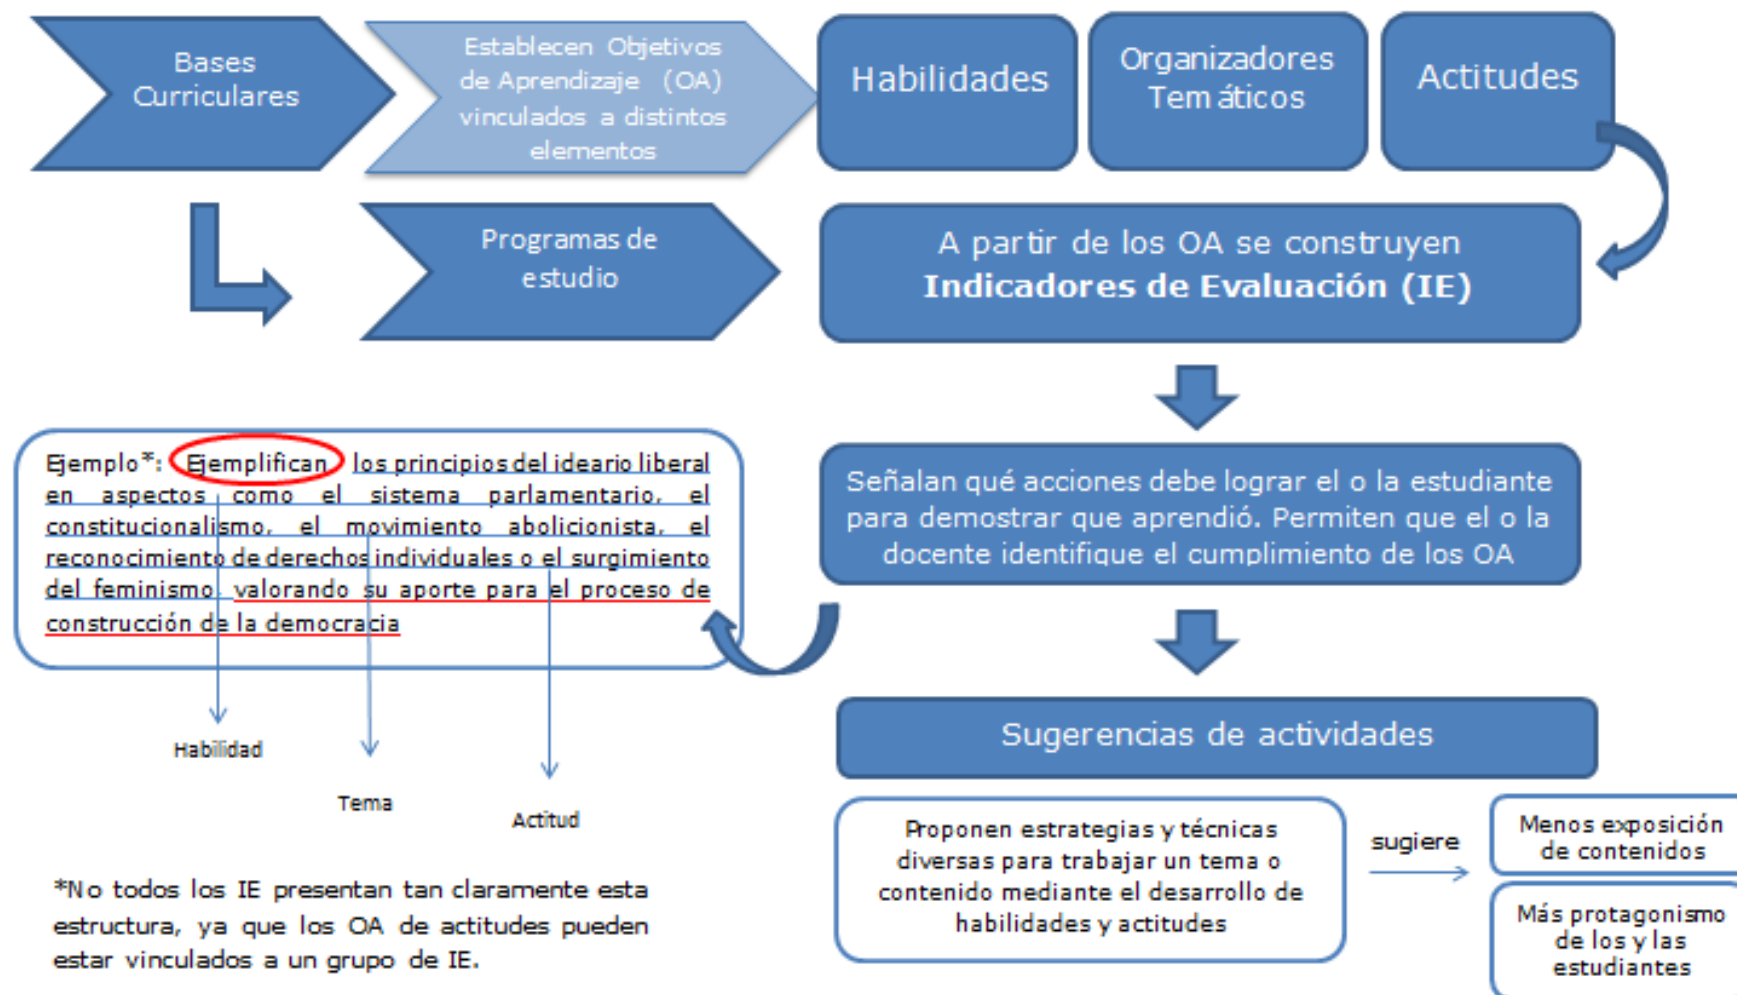 Bases
Curriculares
Establecen Objetivos
de Aprendizaje (OA)
vinculados a distintos
elementos
Habilidades
Organizadores
Temáticos
Actitudes
Programas de
estudio
A partir de los OA se construyen
Indicadores de Evaluación (IE)
Señalan qué acciones debe lograr el o la estudiante
para demostrar que aprendió. Permiten que el o la
docente identifique el cumplimiento de los OA
Ejemplo*: Ejemplifican los principios del ideario liberal
en aspectos como el sistema parlamentario, el
constitucionalismo, el movimiento abolicionista, el
reconocimiento de derechos individuales o el surgimiento
del feminismo, valorando su aporte para el proceso de
construcción de la democracia
Habilidad
Tema
Actitud
*No todos los IE presentan tan claramente esta
estructura, ya que los OA de actitudes pueden
estar vinculados a un grupo de IE.
Sugerencias de actividades
Proponen estrategias y técnicas
diversas para trabajar un tema o
contenido mediante el desarrollo de
habilidades y actitudes
sugiere
Menos exposición
de contenidos
Más protagonismo
de los y las
estudiantes